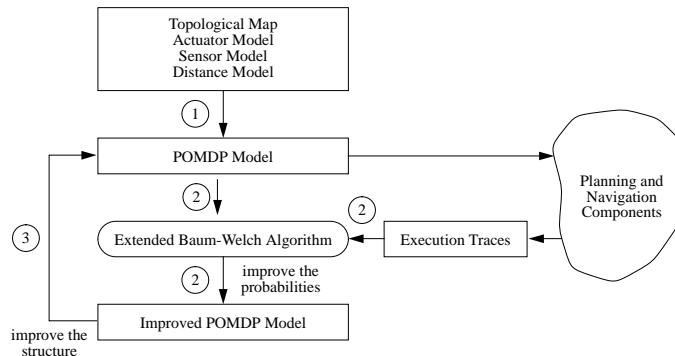 Topological Map
Actuator Model
Sensor Model
Distance Model
1
POMDP Model
Planning and
Navigation
Components
2
2
3
Extended Baum-Welch Algorithm
Execution Traces
2
improve the
probabilities
Improved POMDP Model
improve the
structure